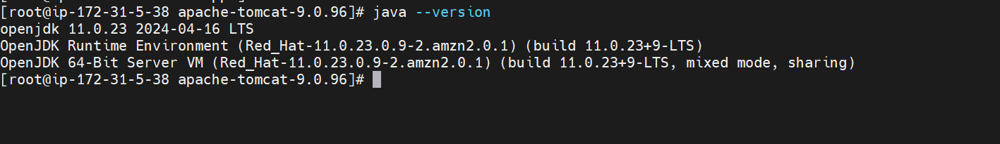 [root@ip-172-31-5-38 apache-tomcat-9.0.96]# java --version
openjdk 11.0.23 2024-04-16 LTS
OpenJDK Runtime Environment (Red_Hat-11.0.23.0.9-2.amzn2.0.1) (build 11.0.23+9-LTS)
OpenJDK 64-Bit Server VM (Red_Hat-11.0.23.0.9-2.amzn2.0.1) (build 11.0.23+9-LTS, mixed mode, sharing)
[root@ip-172-31-5-38 apache-tomcat-9.0.96]#